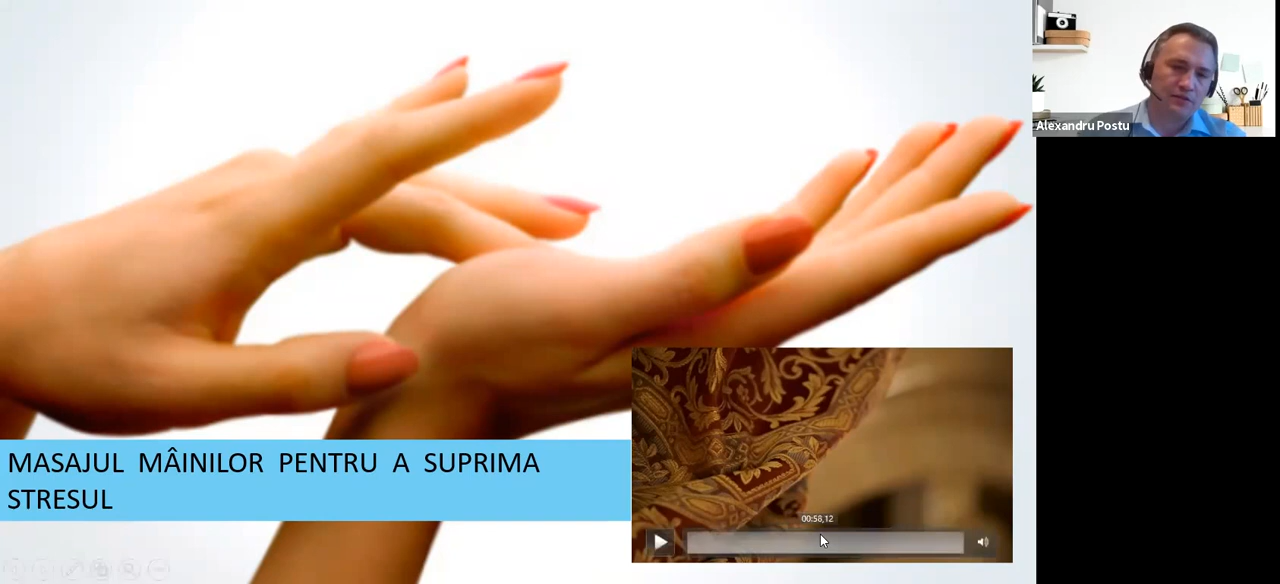 Alexandru Postu
MASAJUL MÂINILOR PENTRU A SUPRIMA
STRESUL
00:58,12